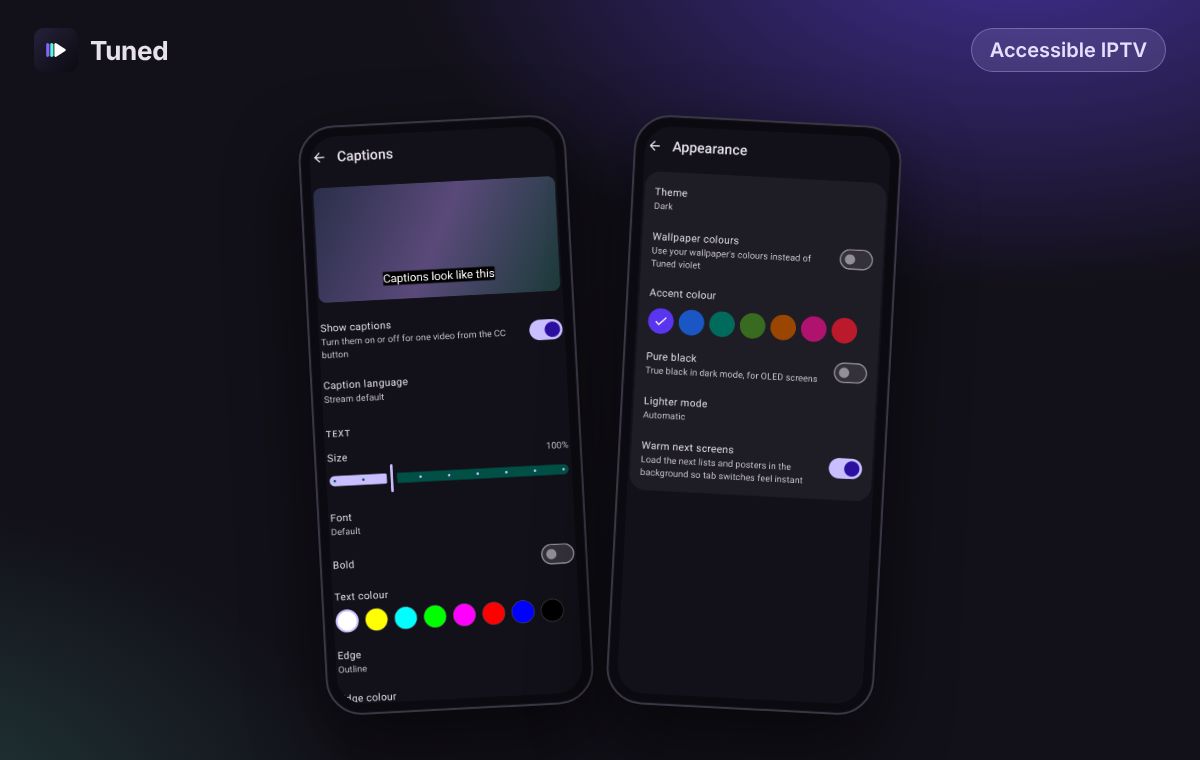 Tuned
Accessible IPTV
Captions
Captions look like this
Show captions
Turn them on or off for one video from the CC
button
Caption language
Stream default
TEXT
Size
100%
Font
Default
Bold
Text colour
Edge
Outline
dge colour
Appearance
Theme
Dark
Wallpaper colours
Use your wallpaper's colours instead of
Tuned violet
Accent colour
Pure black
True black in dark mode, for OLED screens
Lighter mode
Automatic
Warm next screens
Load the next lists and posters in the
background so tab switches feel instant